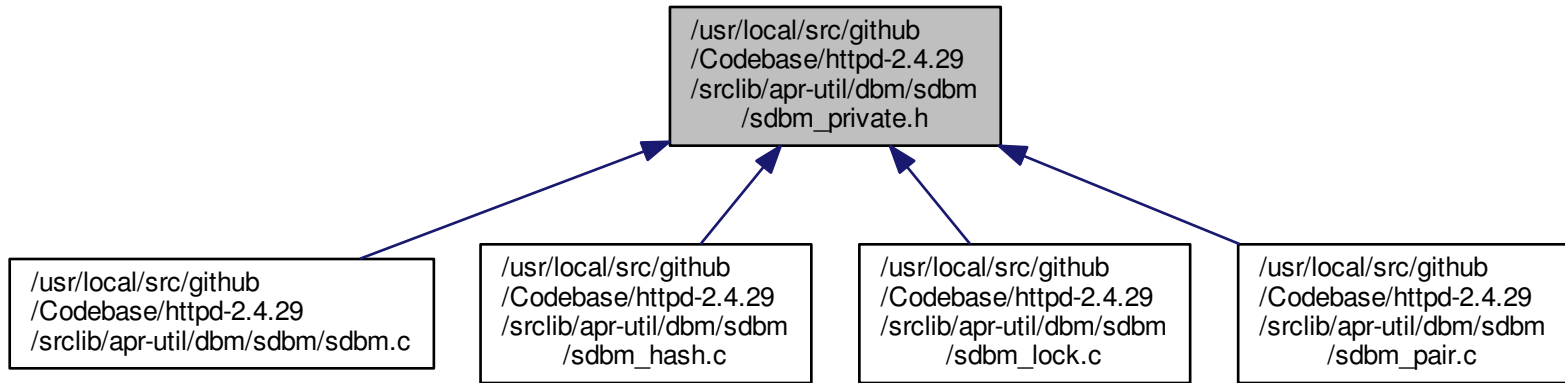 /usr/local/src/github
/Codebase/httpd-2.4.29
/srclib/apr-util/dbm/sdbm
/sdbm_private.h
/usr/local/src/github
/Codebase/httpd-2.4.29
/srclib/apr-util/dbm/sdbm/sdbm.c
/usr/local/src/github
/Codebase/httpd-2.4.29
/srclib/apr-util/dbm/sdbm
/sdbm_hash.c
/usr/local/src/github
/Codebase/httpd-2.4.29
/srclib/apr-util/dbm/sdbm
/sdbm_lock.c
/usr/local/src/github
/Codebase/httpd-2.4.29
/srclib/apr-util/dbm/sdbm
/sdbm_pair.c